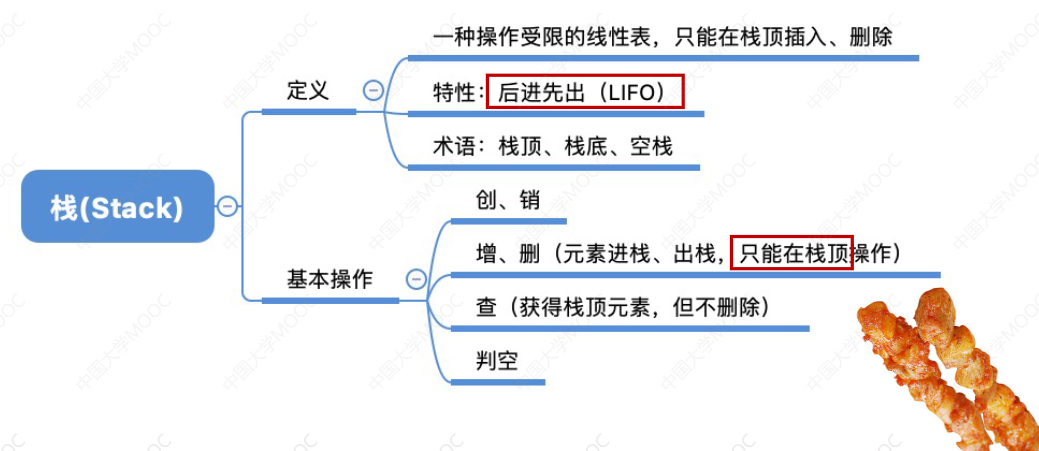 一种操作受限的线性表，只能在栈顶插入、删除
定义
特性：后进先出（LIFO）
术语：栈顶、栈底、空栈
栈(Stack)
创、销
增、删（元素进栈、出栈，只能在栈顶操作）
基本操作
查（获得栈顶元素，但不删除）
判空
中国大学MOOC